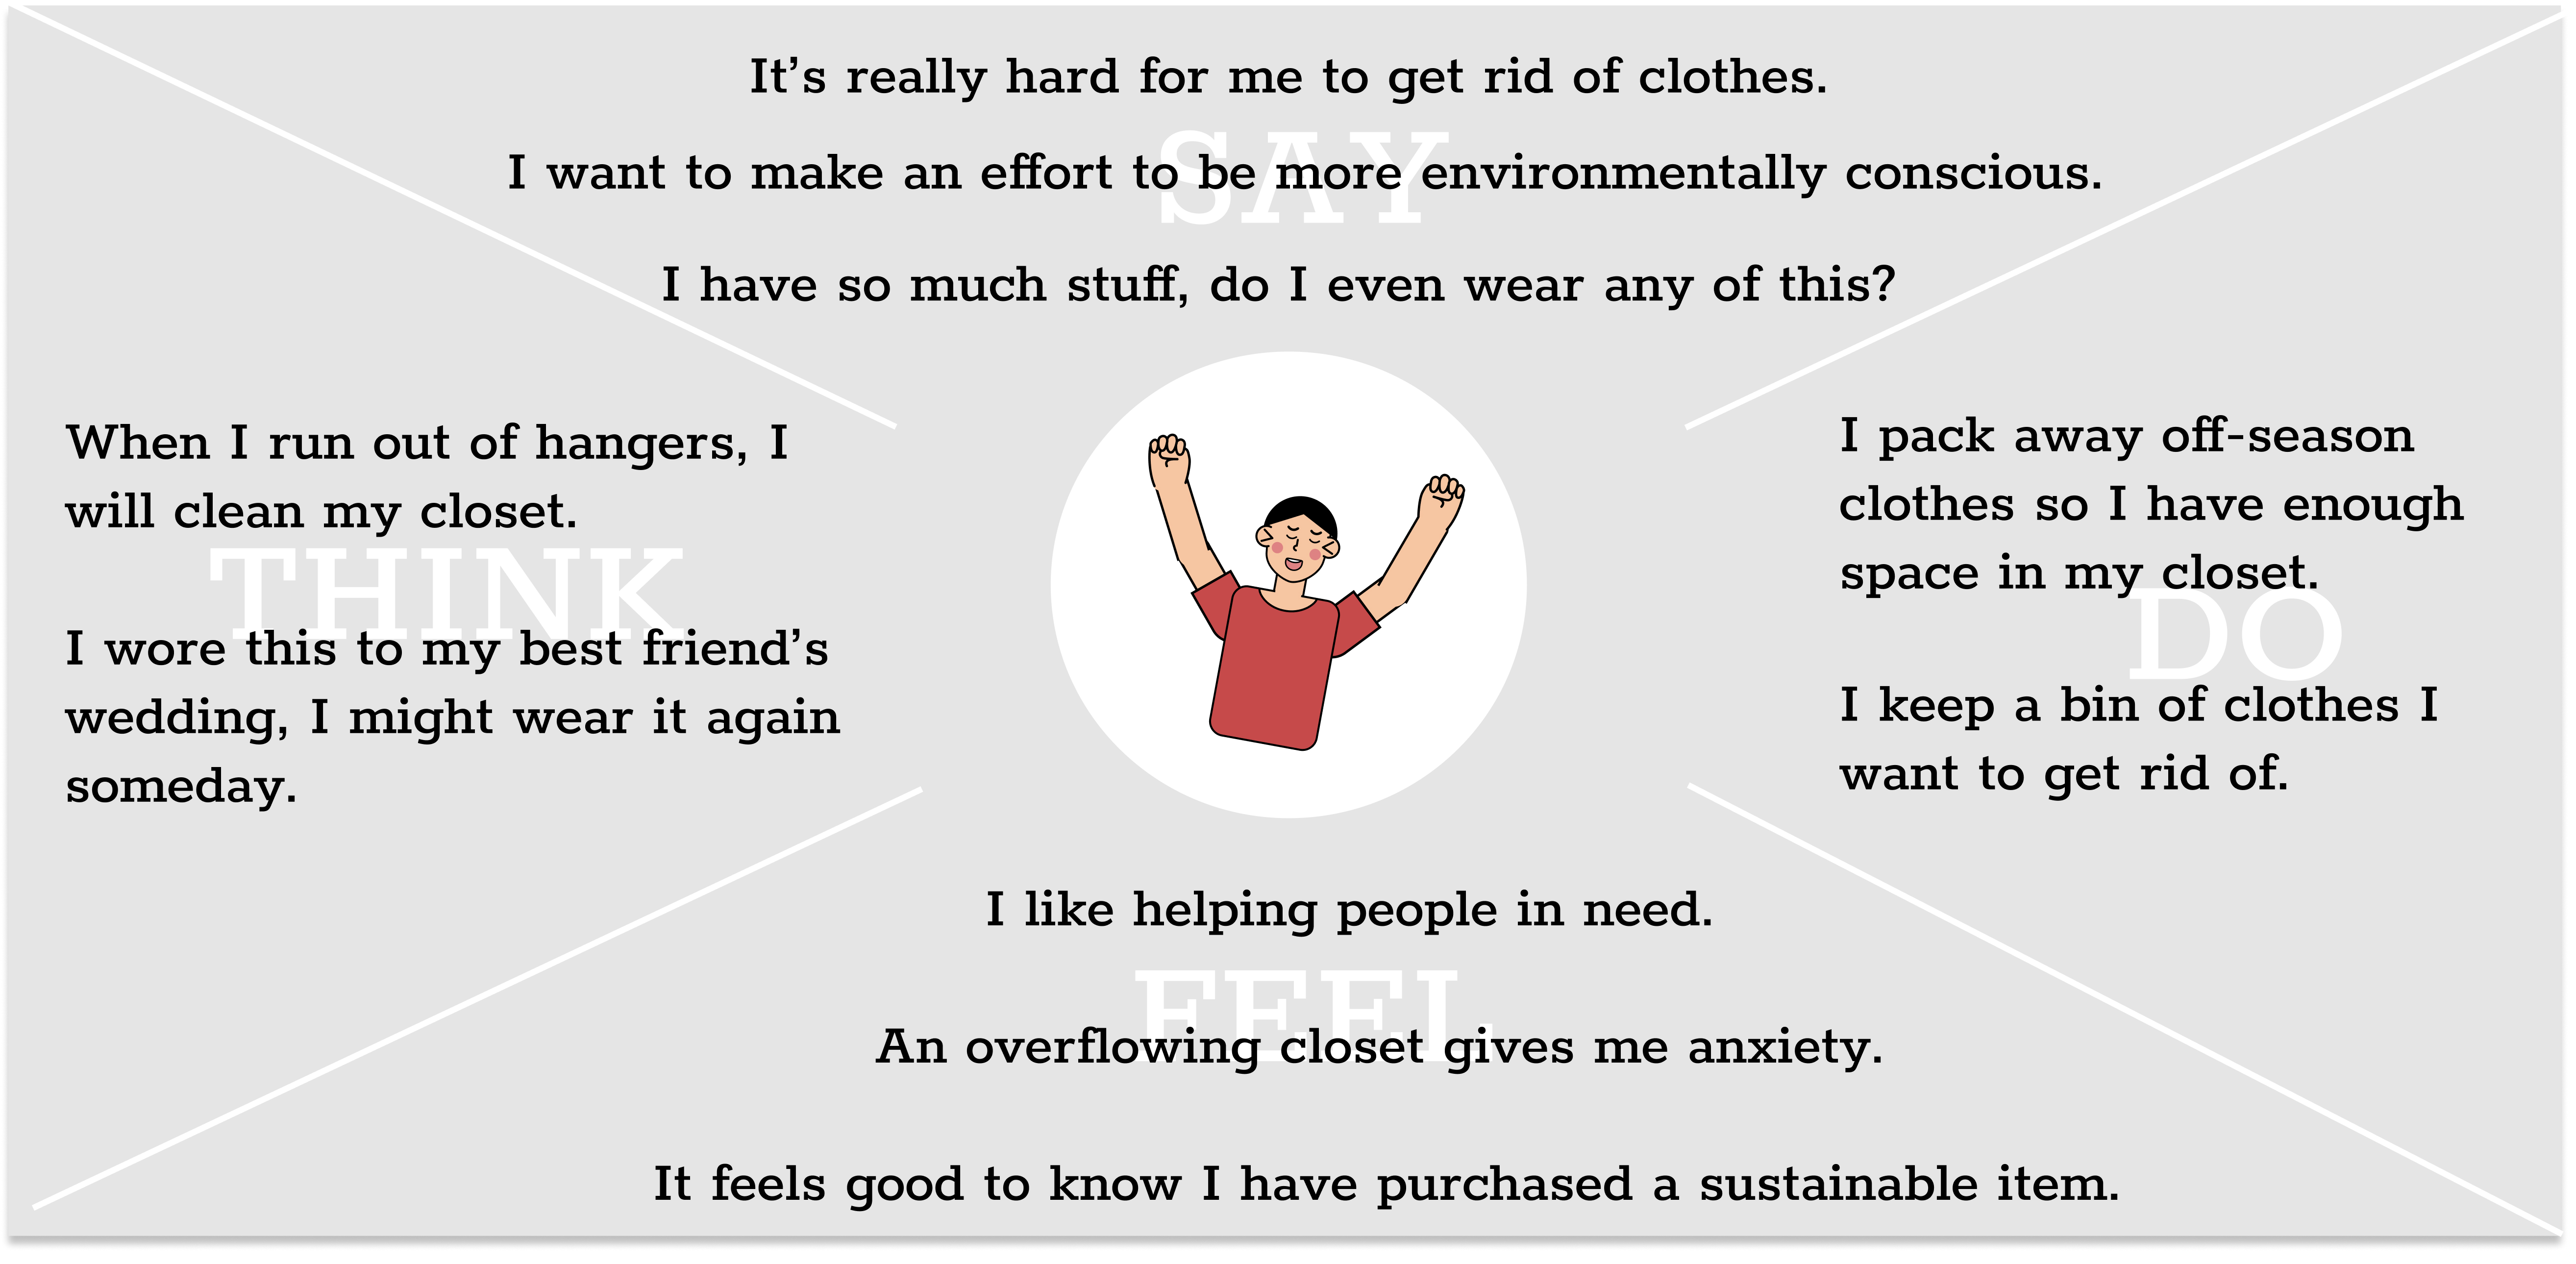 It's really hard for me to get rid of clothes.
SAY
I want to make an effort to be more environmentally conscious.
I have so much stuff, do I even wear any of this?
When I run out of hangers, I
will clean my closet.
THINK
I wore this to my best friend's
wedding, I might wear it again
someday.
I pack away off-season
clothes so I have enough
space in my closet.
DO
I keep a bin of clothes I
want to get rid of.
I like helping people in need.
FEEL
An overflowing closet gives me anxiety.
It feels good to know I have purchased a sustainable item.